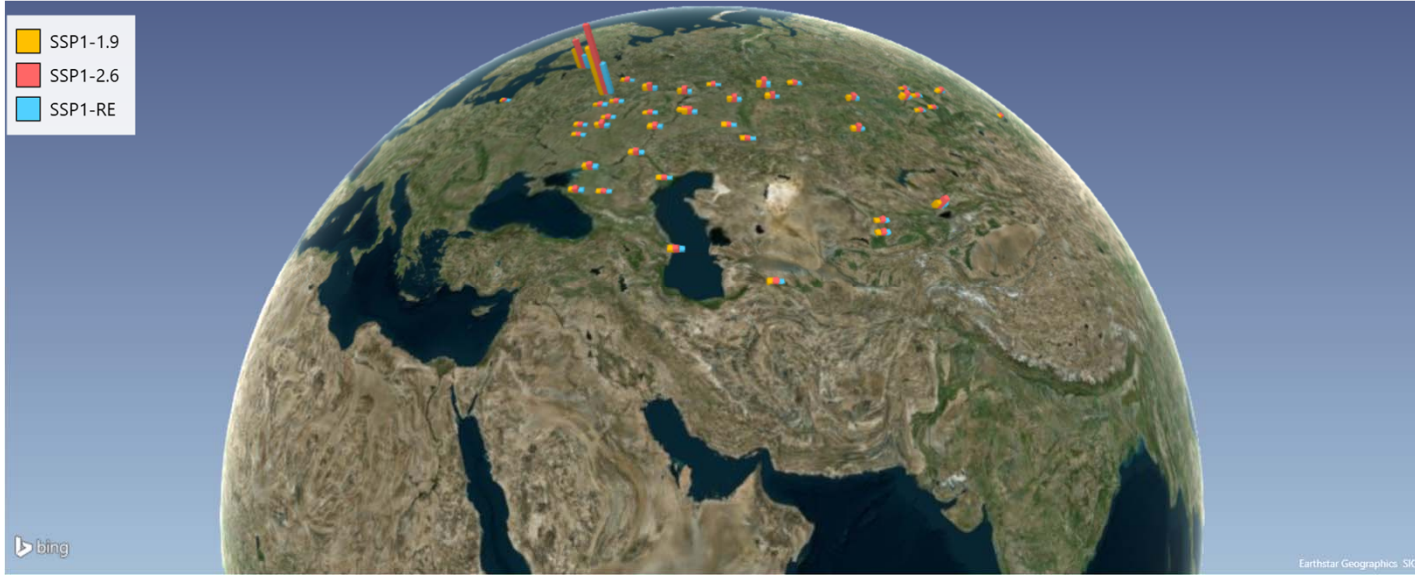 SSP1-1.9
SSP1-2.6
SSP1-RE
bing
Earthstar Geographics SIO